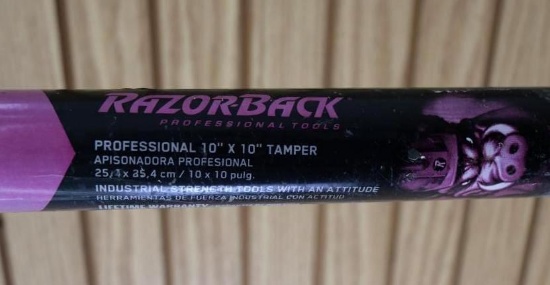 RAZOR-BACK
PROFESSIONAL TOOLS
PROFESSIONAL 10" X 10" TAMPER
APISONADORA PROFESIONAL
25,4 x 35,4 cm / 10 x 10 pulg.
INDUSTRIAL STRENGTH TOOLS WITH AN ATTITUDE
HERRAMIENTAS DE FUERZA INDUSTRIAL CON ACTITUD
LIFETIME WARRANTY
R